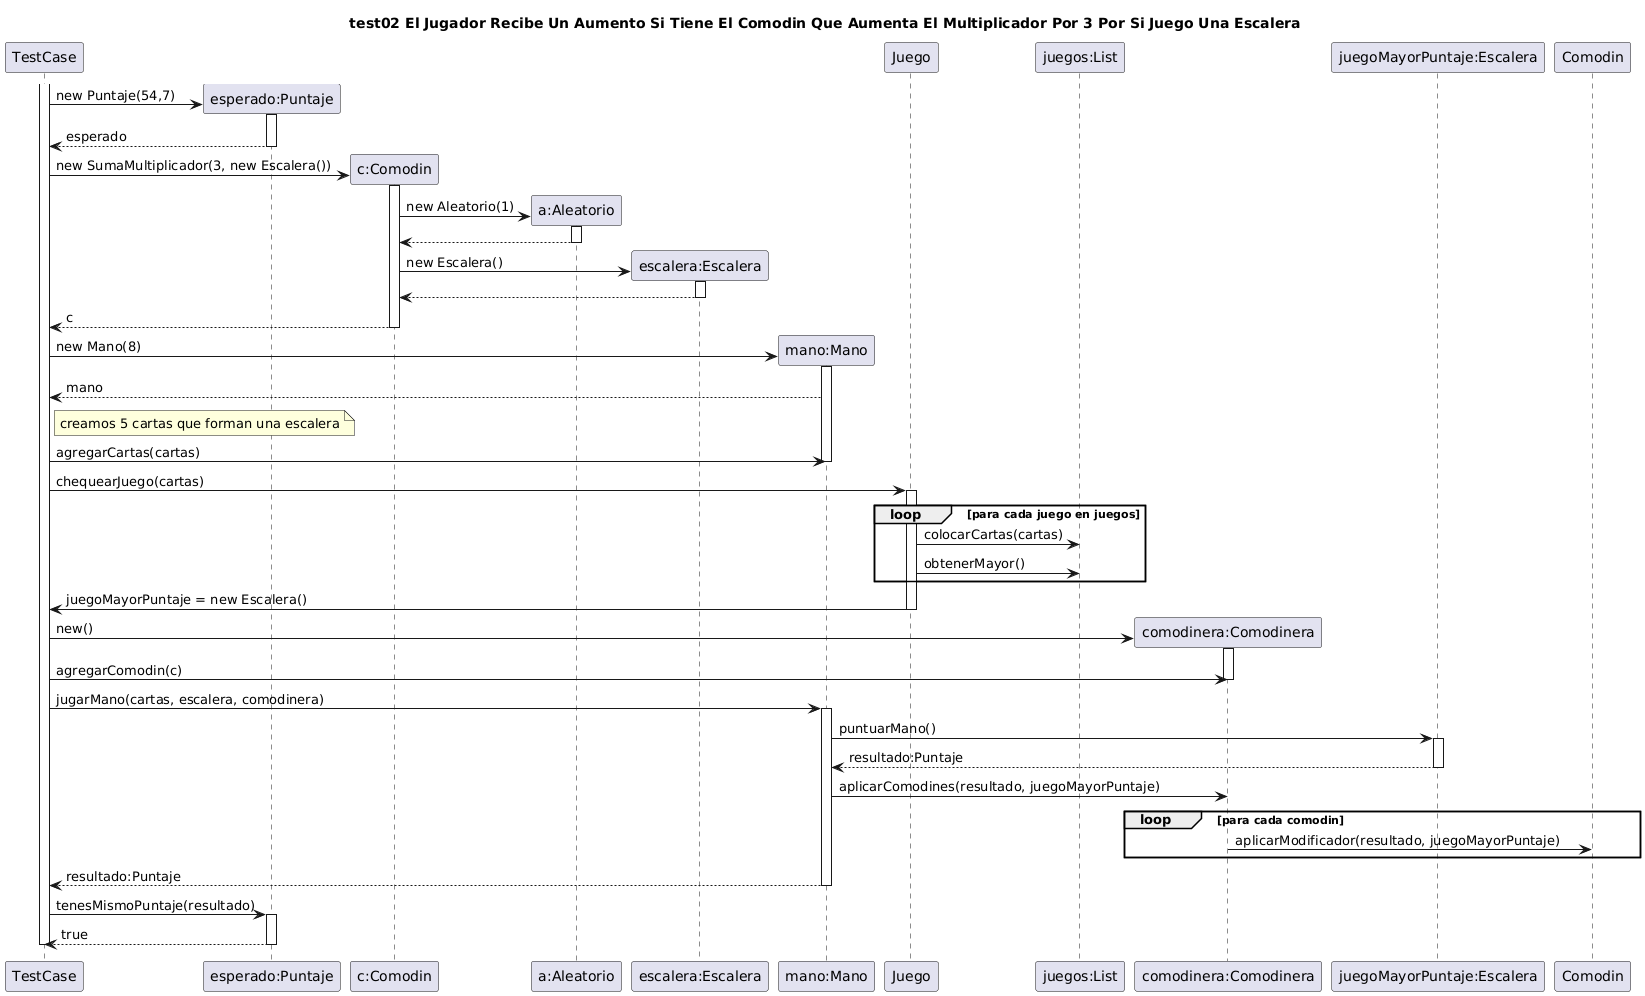 test02 El Jugador Recibe Un Aumento Si Tiene El Comodin Que Aumenta El Multiplicador Por 3 Por Si Juego Una Escalera
TestCase
Juego
juegos:List
juegoMayorPuntaje:Escalera
Comodin
new Puntaje(54,7)
esperado:Puntaje
esperado
new SumaMultiplicador(3, new Escalera())
c:Comodin
new Aleatorio(1)
a:Aleatorio
new Escalera()
escalera:Escalera
c
new Mano(8)
mano:Mano
mano
creamos 5 cartas que forman una escalera
agregarCartas(cartas)
chequearJuego(cartas)
loop
[para cada juego en juegos]
colocarCartas(cartas)
obtenerMayor()
juegoMayorPuntaje = new Escalera()
new()
comodinera:Comodinera
agregarComodin(c)
jugarMano(cartas, escalera, comodinera)
puntuarMano()
resultado:Puntaje
aplicarComodines(resultado, juegoMayorPuntaje)
loop
[para cada comodin]
aplicarModificador(resultado, juegoMayorPuntaje)
resultado:Puntaje
tenesMismoPuntaje(resultado)
true
TestCase
esperado:Puntaje
c:Comodin
a:Aleatorio
escalera:Escalera
mano:Mano
Juego
juegos:List
comodinera:Comodinera
juegoMayorPuntaje:Escalera
Comodin